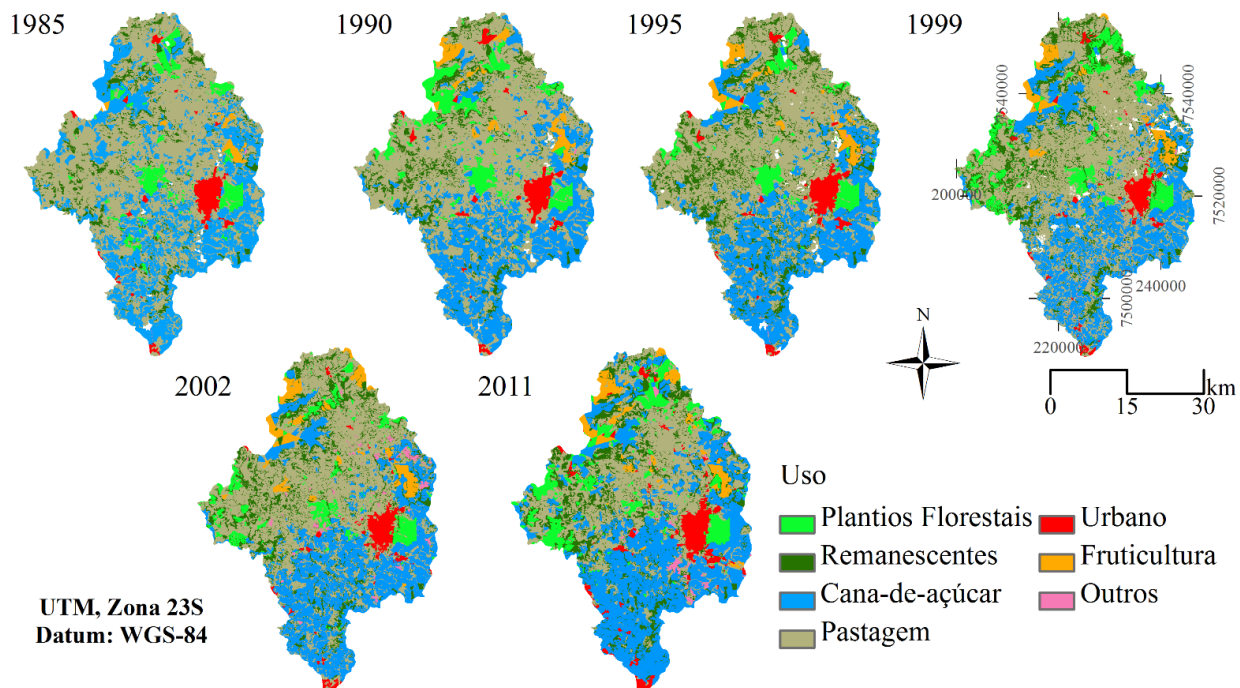 1985
1990
1995
1999
540000
7540000
200000
7520000
7500000
240000
220000
N
km
0 15 30
2002
2011
Uso
Plantios Florestais
Urbano
Remanescentes
Fruticultura
Cana-de-açúcar
Outros
Pastagem
UTM, Zona 23S
Datum: WGS-84